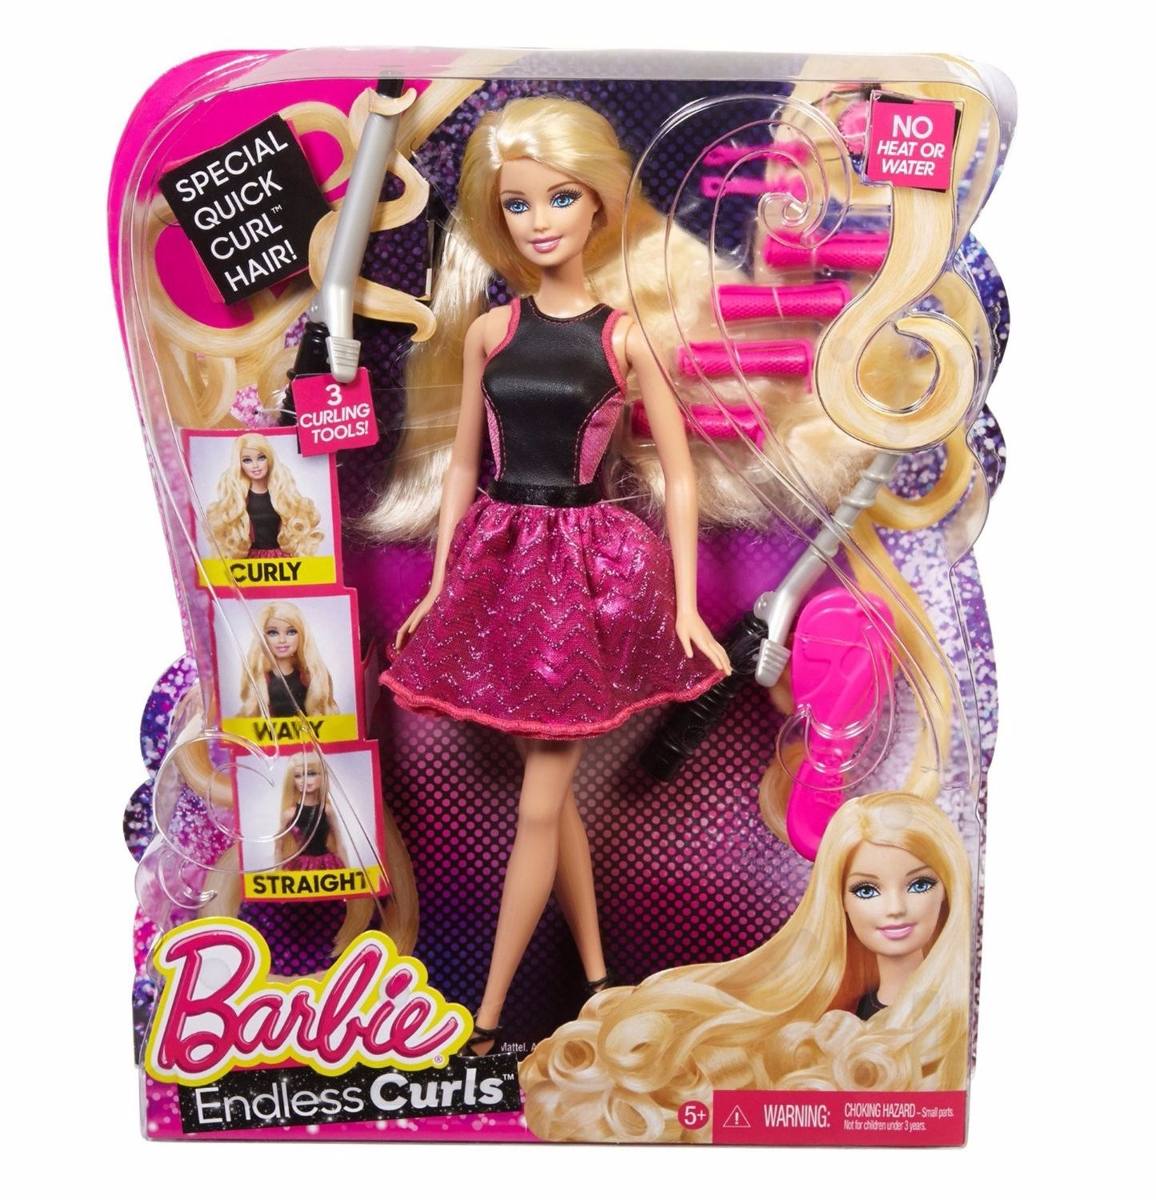 SPECIAL
QUICK
CURL™
HAIR!
NO
HEAT OR
WATER
3
CURLING
TOOLS!
CURLY
WAVY
STRAIGHT
Barbie®
Endless Curls™
Mattel.
5+
WARNING:
CHOKING HAZARD – Small parts.
Not for children under 3 years.